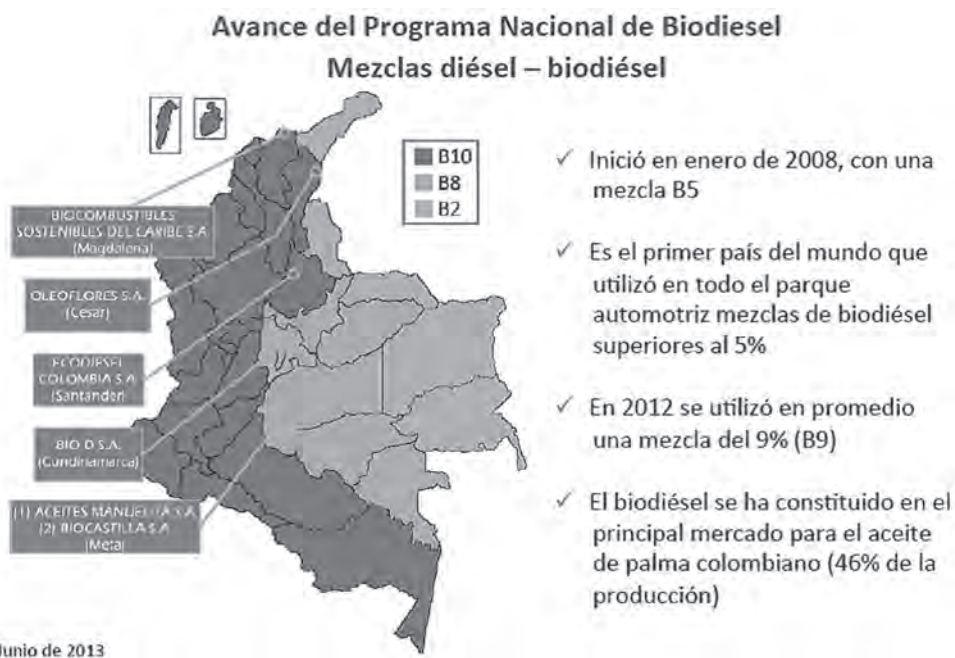 Avance del Programa Nacional de Biodiesel
Mezclas diésel – biodiésel
B10
B8
B2
BIOCOMBUSTIBLES
SOSTENIBLES DEL CARIBE S.A
(Magdalena)
OLEOFLORES S.A.
(Cesar)
ECODIESEL
COLOMBIA S.A
(Santander)
BIO D S.A.
(Cundinamarca)
(1) ACEITES MANUELITA S.A
(2) BIOCASTILLA S.A
(Meta)
✓ Inició en enero de 2008, con una
mezcla B5
✓ Es el primer país del mundo que
utilizó en todo el parque
automotriz mezclas de biodiésel
superiores al 5%
✓ En 2012 se utilizó en promedio
una mezcla del 9% (B9)
✓ El biodiésel se ha constituido en el
principal mercado para el aceite
de palma colombiano (46% de la
producción)
Junio de 2013